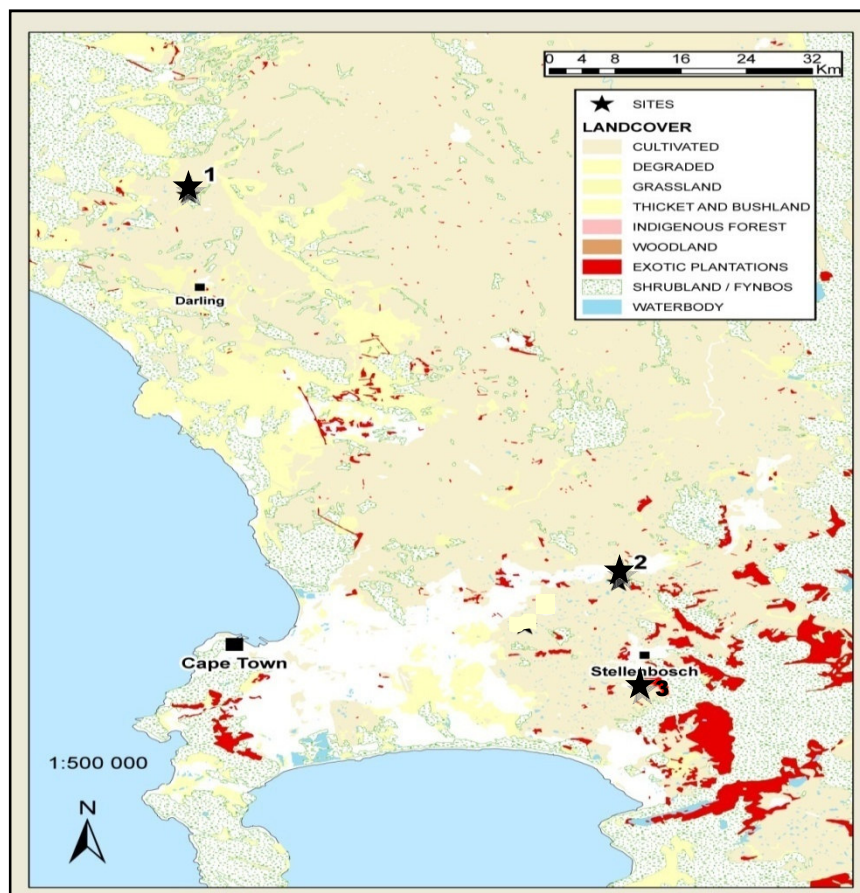 0 4 8 16 24 32
Km
SITES
LANDCOVER
CULTIVATED
DEGRADED
GRASSLAND
THICKET AND BUSHLAND
INDIGENOUS FOREST
WOODLAND
EXOTIC PLANTATIONS
SHRUBLAND / FYNBOS
WATERBODY
1
Darling
2
Cape Town
Stellenbosch
3
1:500 000
N